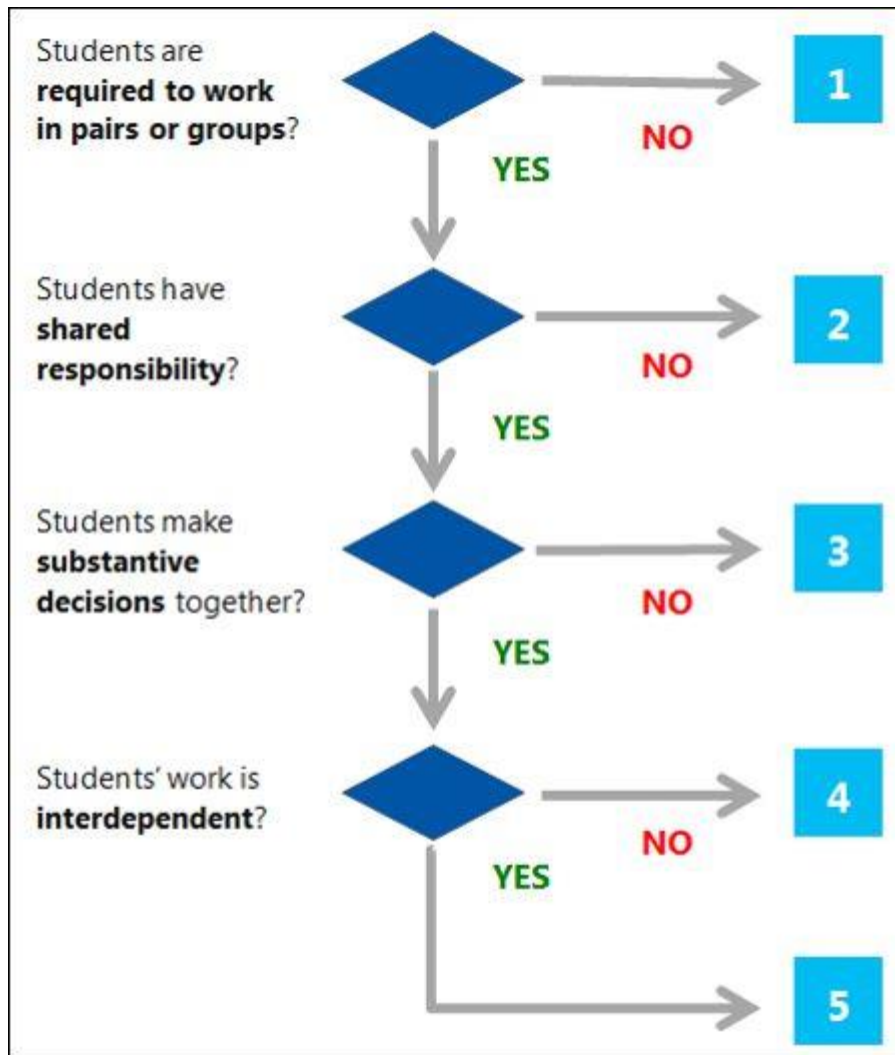 Students are
required to work
in pairs or groups?
1
NO
YES
Students have
shared
responsibility?
2
NO
YES
Students make
substantive
decisions together?
3
NO
YES
Students’ work is
interdependent?
4
NO
YES
5